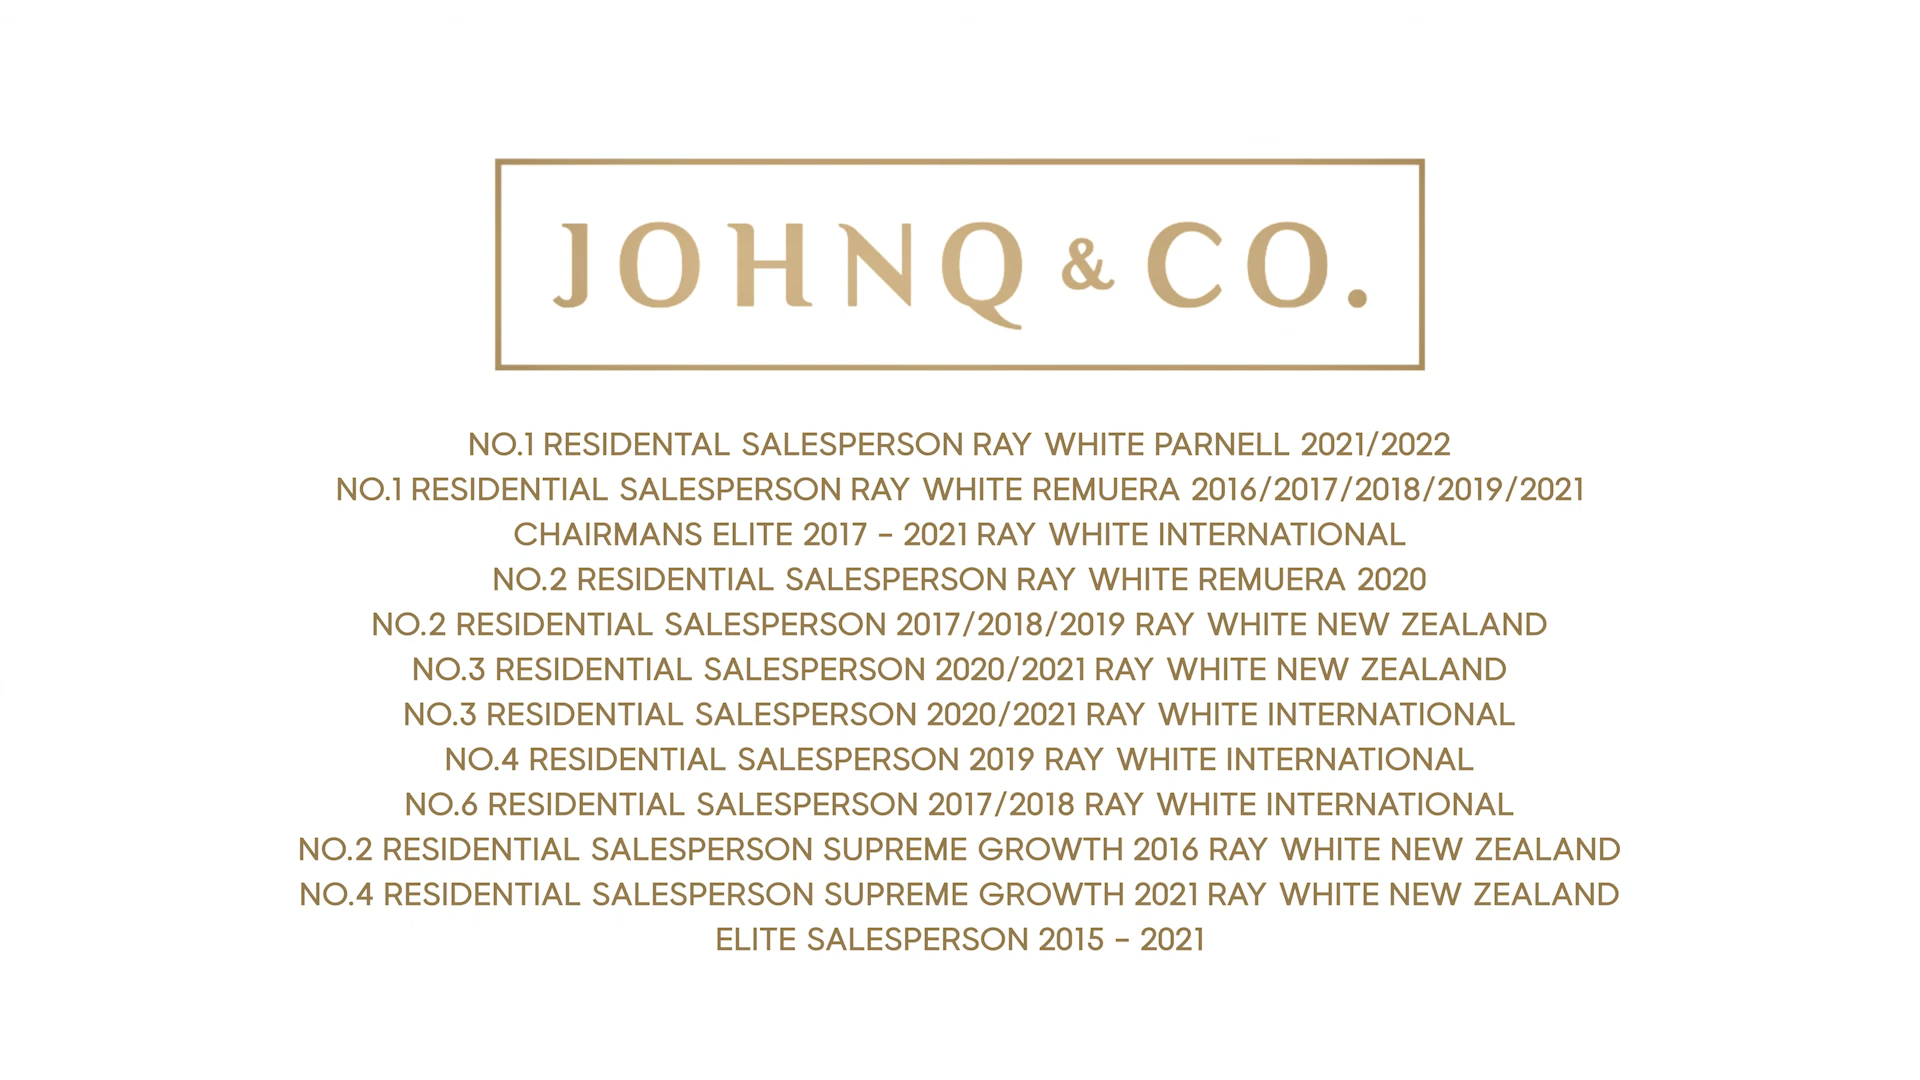 JOHNQ & CO.
NO.1 RESIDENTAL SALESPERSON RAY WHITE PARNELL 2021/2022
NO.1 RESIDENTIAL SALESPERSON RAY WHITE REMUERA 2016/2017/2018/2019/2021
CHAIRMANS ELITE 2017 – 2021 RAY WHITE INTERNATIONAL
NO.2 RESIDENTIAL SALESPERSON RAY WHITE REMUERA 2020
NO.2 RESIDENTIAL SALESPERSON 2017/2018/2019 RAY WHITE NEW ZEALAND
NO.3 RESIDENTIAL SALESPERSON 2020/2021 RAY WHITE NEW ZEALAND
NO.3 RESIDENTIAL SALESPERSON 2020/2021 RAY WHITE INTERNATIONAL
NO.4 RESIDENTIAL SALESPERSON 2019 RAY WHITE INTERNATIONAL
NO.6 RESIDENTIAL SALESPERSON 2017/2018 RAY WHITE INTERNATIONAL
NO.2 RESIDENTIAL SALESPERSON SUPREME GROWTH 2016 RAY WHITE NEW ZEALAND
NO.4 RESIDENTIAL SALESPERSON SUPREME GROWTH 2021 RAY WHITE NEW ZEALAND
ELITE SALESPERSON 2015 – 2021